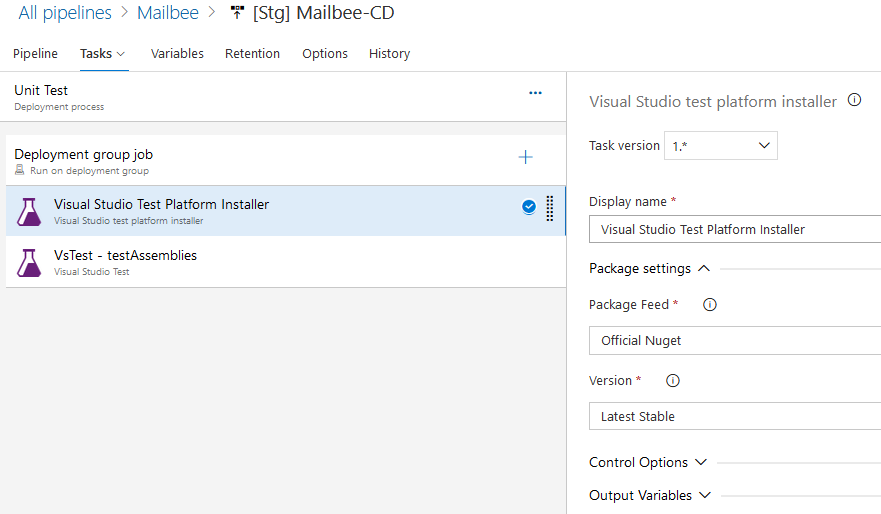 All pipelines > Mailbee > [Stg] Mailbee-CD
Pipeline Tasks Variables Retention Options History
Unit Test
Deployment process
...
Deployment group job
Run on deployment group
+
Visual Studio Test Platform Installer
Visual Studio test platform installer
VsTest - testAssemblies
Visual Studio Test
Visual Studio test platform installer
Task version 1.*
Display name *
Visual Studio Test Platform Installer
Package settings
Package Feed *
Official Nuget
Version *
Latest Stable
Control Options
Output Variables